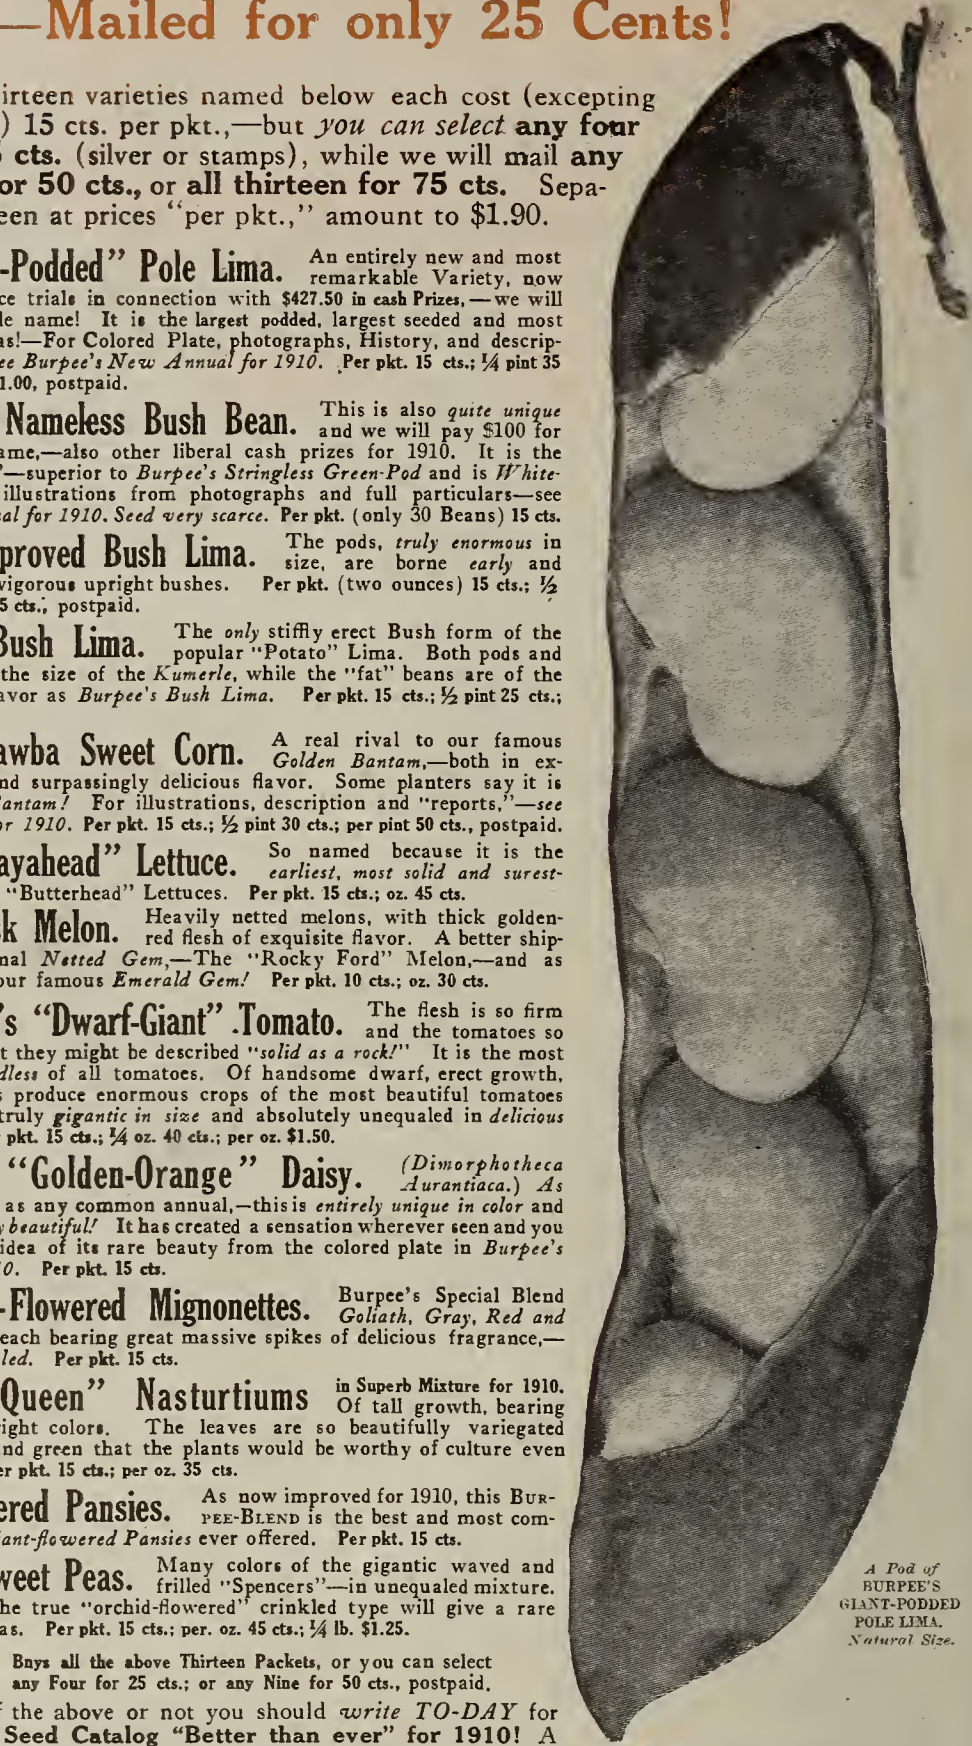 —Mailed for only 25 Cents!
irteen varieties named below each cost (excepting
) 15 cts. per pkt.,—but you can select any four
cts. (silver or stamps), while we will mail any
or 50 cts., or all thirteen for 75 cts. Sepa-
een at prices "per pkt.," amount to $1.90.
-Podded" Pole Lima. An entirely new and most
remarkable Variety, now
ce trials in connection with $427.50 in cash Prizes,—we will
le name! It is the largest podded, largest seeded and most
as!—For Colored Plate, photographs, History, and descrip-
ee Burpee's New Annual for 1910. Per pkt. 15 cts.; ¼ pint 35
1.00, postpaid.
Nameless Bush Bean. This is also quite unique
and we will pay $100 for
ame,—also other liberal cash prizes for 1910. It is the
"—superior to Burpee's Stringless Green-Pod and is White-
illustrations from photographs and full particulars—see
al for 1910. Seed very scarce. Per pkt. (only 30 Beans) 15 cts.
proved Bush Lima. The pods, truly enormous in
size, are borne early and
vigorous upright bushes. Per pkt. (two ounces) 15 cts.; ½
5 cts., postpaid.
Bush Lima. The only stiffly erect Bush form of the
popular "Potato" Lima. Both pods and
the size of the Kumerle, while the "fat" beans are of the
avor as Burpee's Bush Lima. Per pkt. 15 cts.; ½ pint 25 cts.;
awba Sweet Corn. A real rival to our famous
Golden Bantam,—both in ex-
nd surpassingly delicious flavor. Some planters say it is
Bantam! For illustrations, description and "reports,"—see
or 1910. Per pkt. 15 cts.; ½ pint 30 cts.; per pint 50 cts., postpaid.
ayahead" Lettuce. So named because it is the
earliest, most solid and surest-
"Butterhead" Lettuces. Per pkt. 15 cts.; oz. 45 cts.
k Melon. Heavily netted melons, with thick golden-
red flesh of exquisite flavor. A better ship-
nal Netted Gem,—The "Rocky Ford" Melon,—and as
our famous Emerald Gem! Per pkt. 10 cts.; oz. 30 cts.
's "Dwarf-Giant" Tomato. The flesh is so firm
and the tomatoes so
t they might be described "solid as a rock!" It is the most
dless of all tomatoes. Of handsome dwarf, erect growth,
s produce enormous crops of the most beautiful tomatoes
truly gigantic in size and absolutely unequaled in delicious
pkt. 15 cts.; ¼ oz. 40 cts.; per oz. $1.50.
"Golden-Orange" Daisy. (Dimorphotheca
Aurantiaca.) As
as any common annual,—this is entirely unique in color and
y beautiful! It has created a sensation wherever seen and you
idea of its rare beauty from the colored plate in Burpee's
0. Per pkt. 15 cts.
-Flowered Mignonettes. Burpee's Special Blend
Goliath, Gray, Red and
each bearing great massive spikes of delicious fragrance,—
led. Per pkt. 15 cts.
Queen" Nasturtiums in Superb Mixture for 1910.
Of tall growth, bearing
ight colors. The leaves are so beautifully variegated
nd green that the plants would be worthy of culture even
er pkt. 15 cts.; per oz. 35 cts.
ered Pansies. As now improved for 1910, this BUR-
PEE-BLEND is the best and most com-
iant-flowered Pansies ever offered. Per pkt. 15 cts.
weet Peas. Many colors of the gigantic waved and
frilled "Spencers"—in unequaled mixture.
he true "orchid-flowered" crinkled type will give a rare
as. Per pkt. 15 cts.; per. oz. 45 cts.; ¼ lb. $1.25.
Buys all the above Thirteen Packets, or you can select
any Four for 25 cts.; or any Nine for 50 cts., postpaid.
f the above or not you should write TO-DAY for
Seed Catalog "Better than ever" for 1910! A
A Pod of
BURPEE'S
GIANT-PODDED
POLE LIMA.
Natural Size.